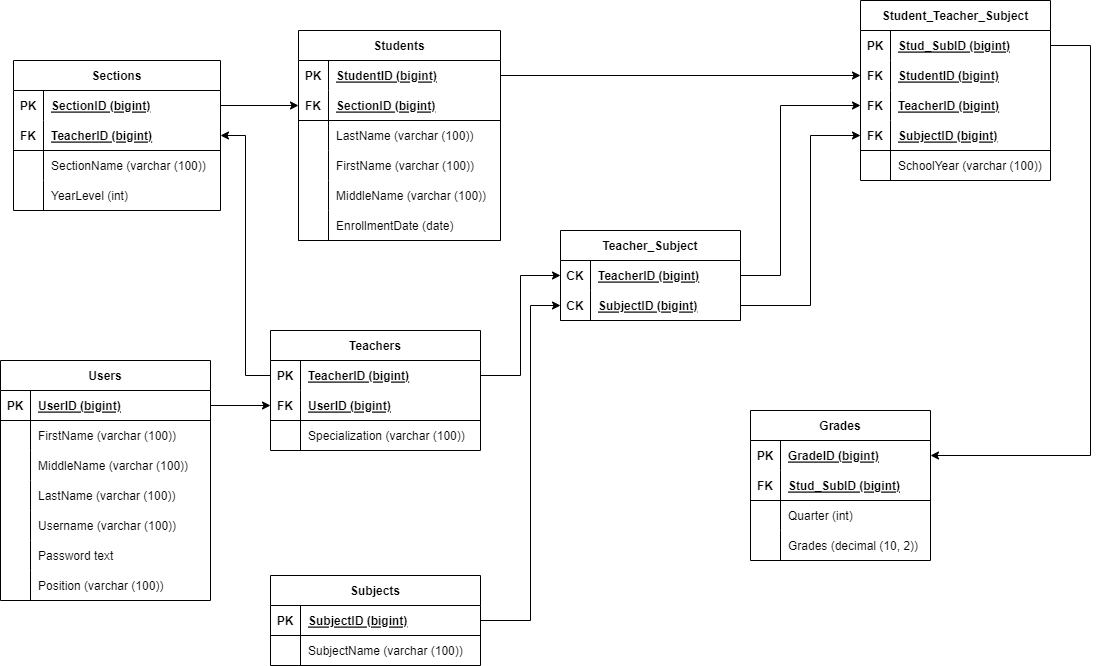 Sections
PK SectionID (bigint)
FK TeacherID (bigint)
SectionName (varchar (100))
YearLevel (int)
Students
PK StudentID (bigint)
FK SectionID (bigint)
LastName (varchar (100))
FirstName (varchar (100))
MiddleName (varchar (100))
EnrollmentDate (date)
Student_Teacher_Subject
PK Stud_SubID (bigint)
FK StudentID (bigint)
FK TeacherID (bigint)
FK SubjectID (bigint)
SchoolYear (varchar (100))
Teacher_Subject
CK TeacherID (bigint)
CK SubjectID (bigint)
Users
PK UserID (bigint)
FirstName (varchar (100))
MiddleName (varchar (100))
LastName (varchar (100))
Username (varchar (100))
Password text
Position (varchar (100))
Teachers
PK TeacherID (bigint)
FK UserID (bigint)
Specialization (varchar (100))
Grades
PK GradeID (bigint)
FK Stud_SubID (bigint)
Quarter (int)
Grades (decimal (10, 2))
Subjects
PK SubjectID (bigint)
SubjectName (varchar (100))